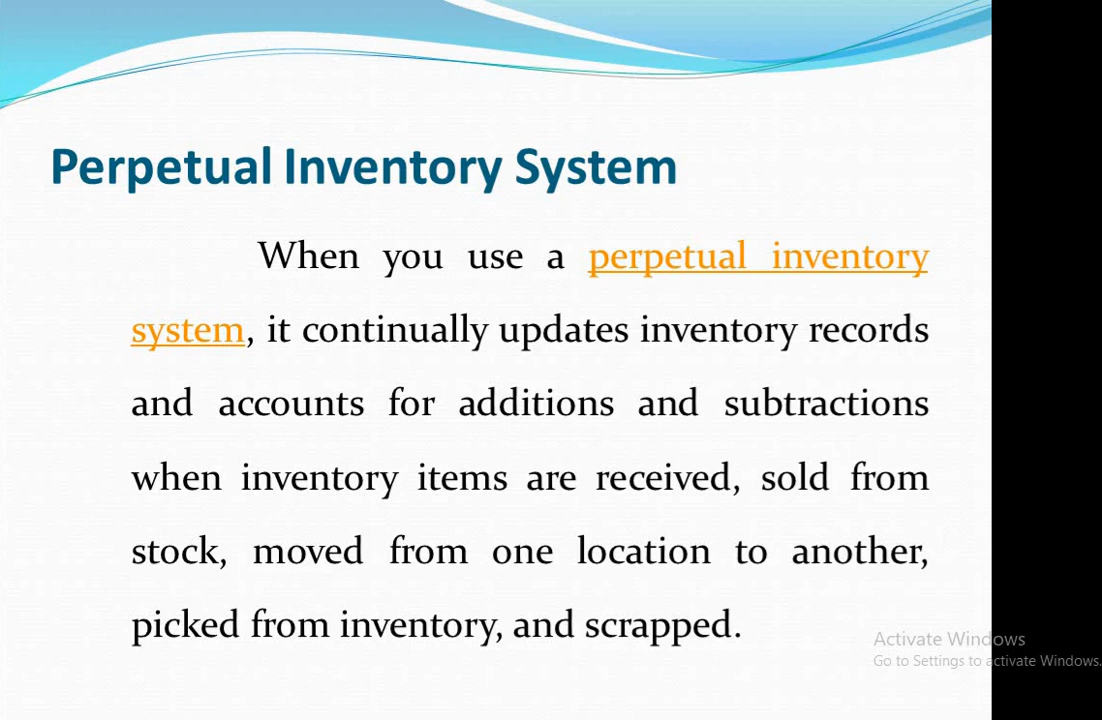 Perpetual Inventory System
When you use a perpetual inventory
system, it continually updates inventory records
and accounts for additions and subtractions
when inventory items are received, sold from
stock, moved from one location to another,
picked from inventory, and scrapped.
Activate Windows
Go to Settings to activate Windows.